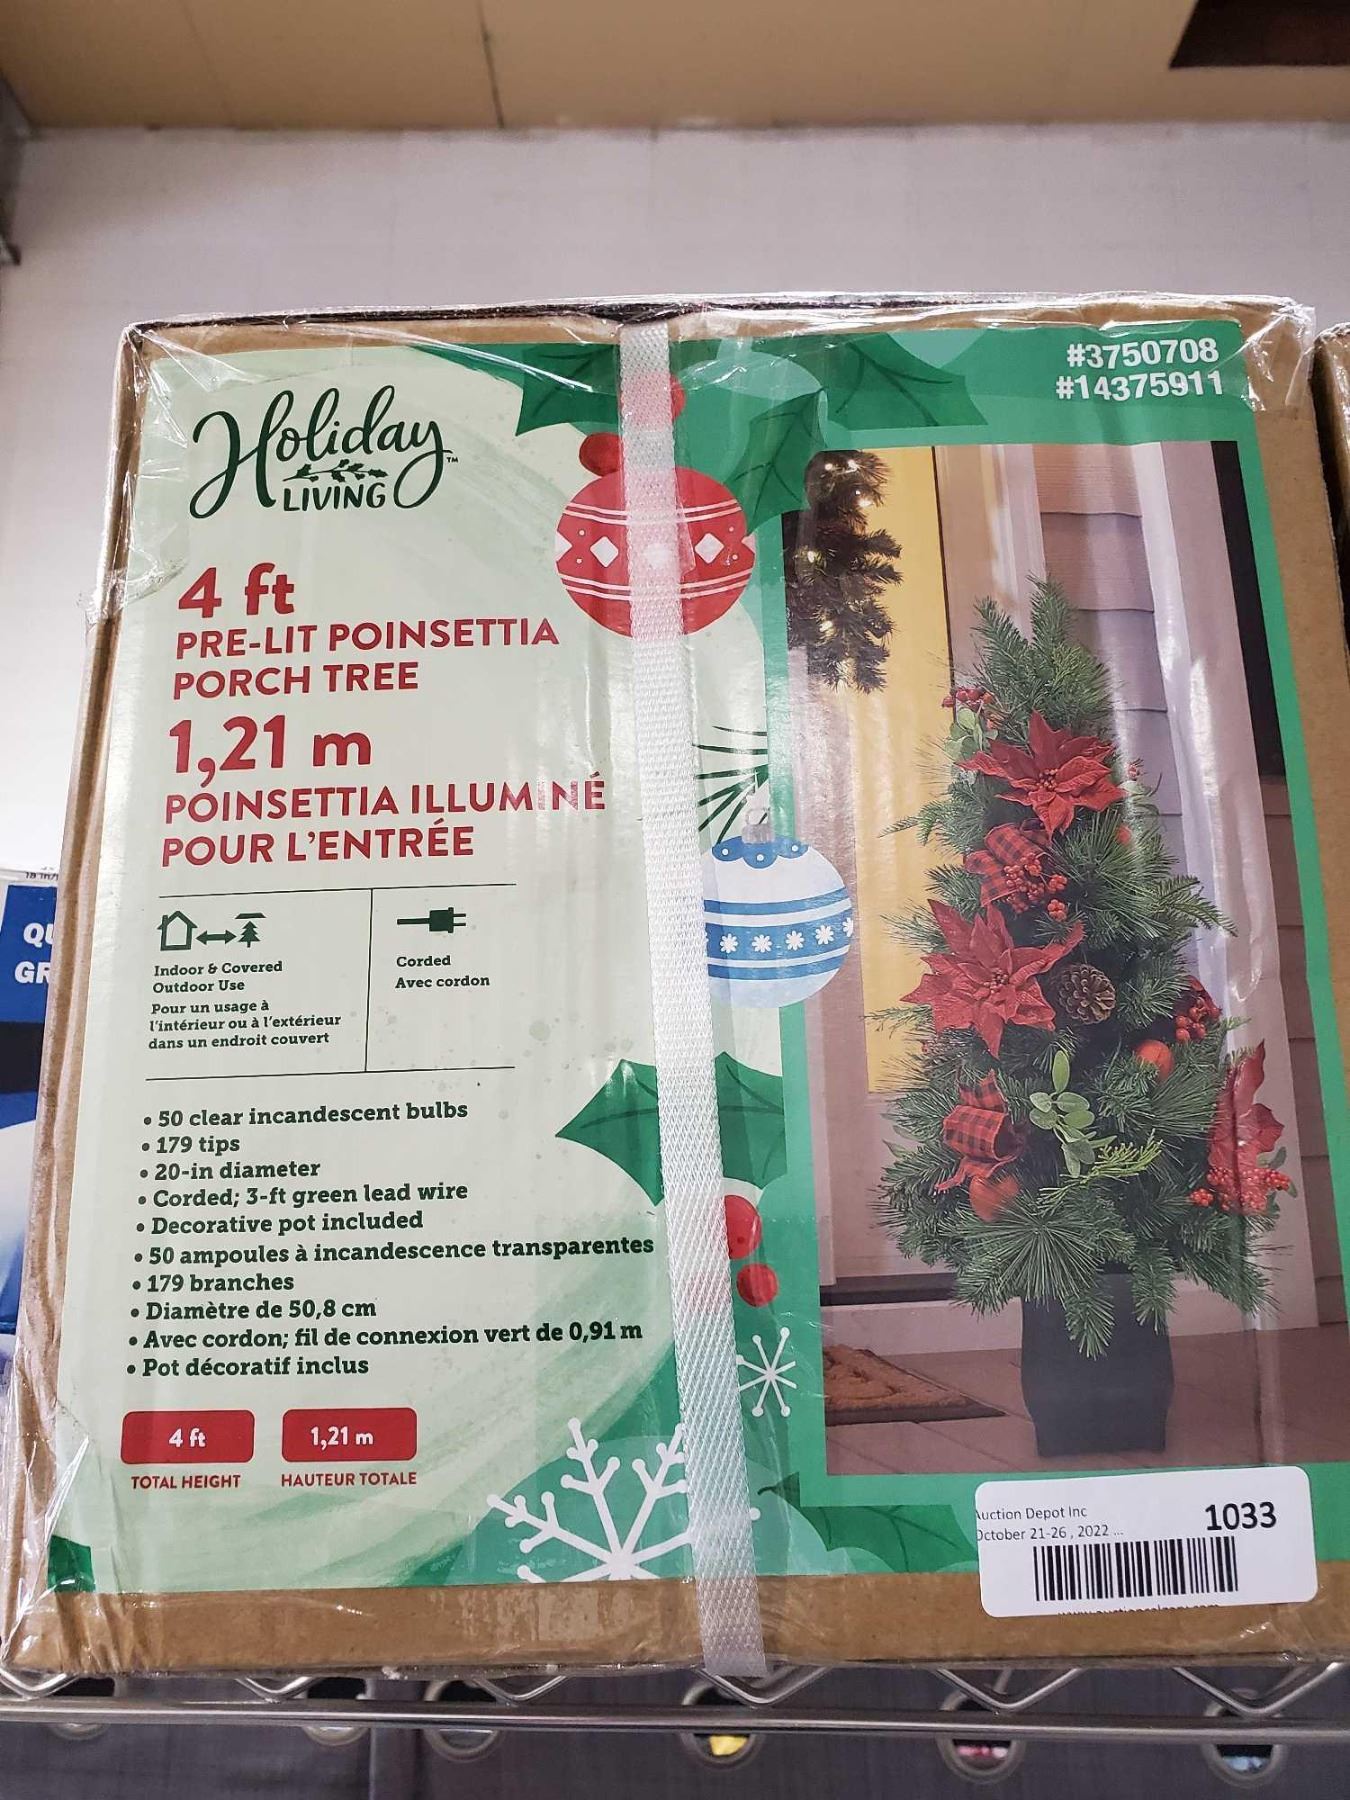 Holiday™
LIVING
#3750708
#14375911
4 ft
PRE-LIT POINSETTIA
PORCH TREE
1,21 m
POINSETTIA ILLUMINÉ
POUR L'ENTRÉE
Indoor & Covered
Outdoor Use
Pour un usage à
l'intérieur ou à l'extérieur
dans un endroit couvert
Corded
Avec cordon
• 50 clear incandescent bulbs
• 179 tips
• 20-in diameter
• Corded; 3-ft green lead wire
• Decorative pot included
• 50 ampoules à incandescence transparentes
• 179 branches
• Diamètre de 50,8 cm
• Avec cordon; fil de connexion vert de 0,91 m
• Pot décoratif inclus
4 ft
TOTAL HEIGHT
1,21 m
HAUTEUR TOTALE
Auction Depot Inc
October 21-26 , 2022 ...
1033
QU
GR